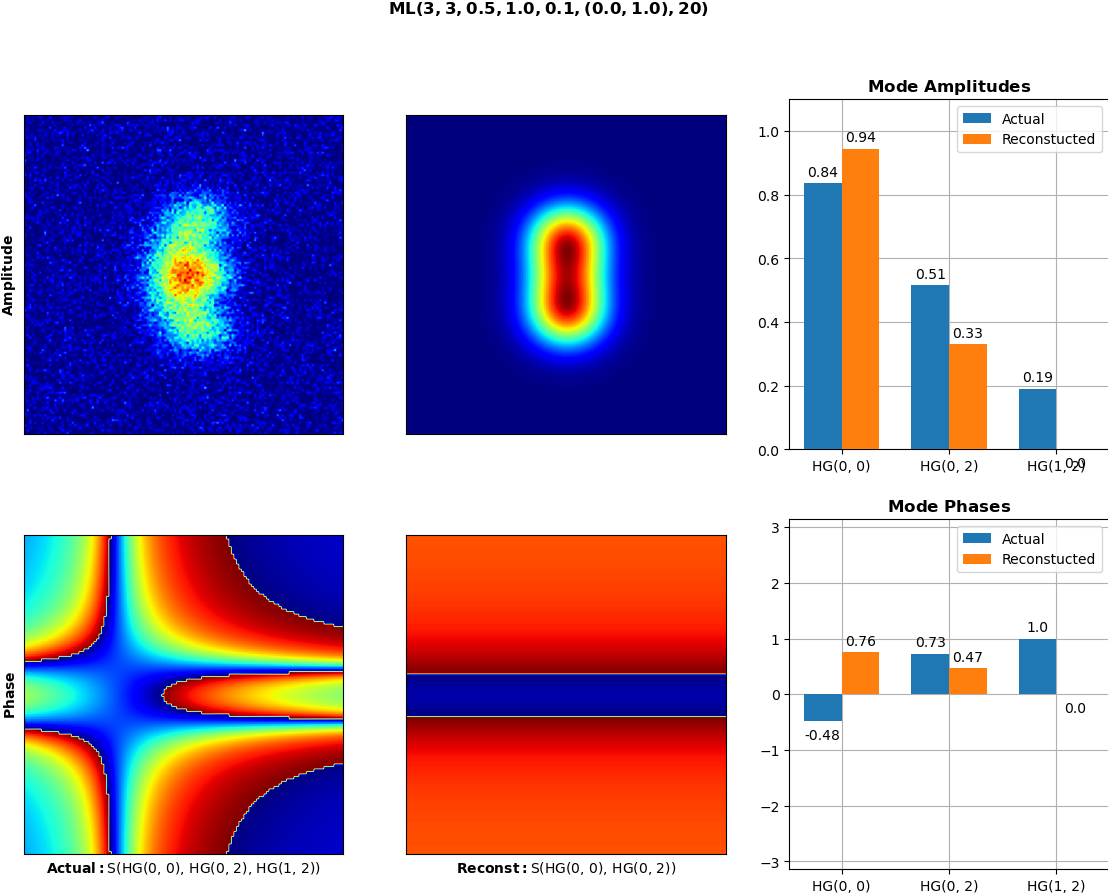 ML(3, 3, 0.5, 1.0, 0.1, (0.0, 1.0), 20)
Amplitude
Mode Amplitudes
Actual
Reconstucted
1.0
0.8
0.6
0.4
0.2
0.0
0.84
0.94
0.51
0.33
0.19
0.0
HG(0, 0)
HG(0, 2)
HG(1, 2)
Phase
Actual: S(HG(0, 0), HG(0, 2), HG(1, 2))
Reconst: S(HG(0, 0), HG(0, 2))
Mode Phases
Actual
Reconstucted
3
2
1
0
−1
−2
−3
-0.48
0.76
0.73
0.47
1.0
0.0
HG(0, 0)
HG(0, 2)
HG(1, 2)